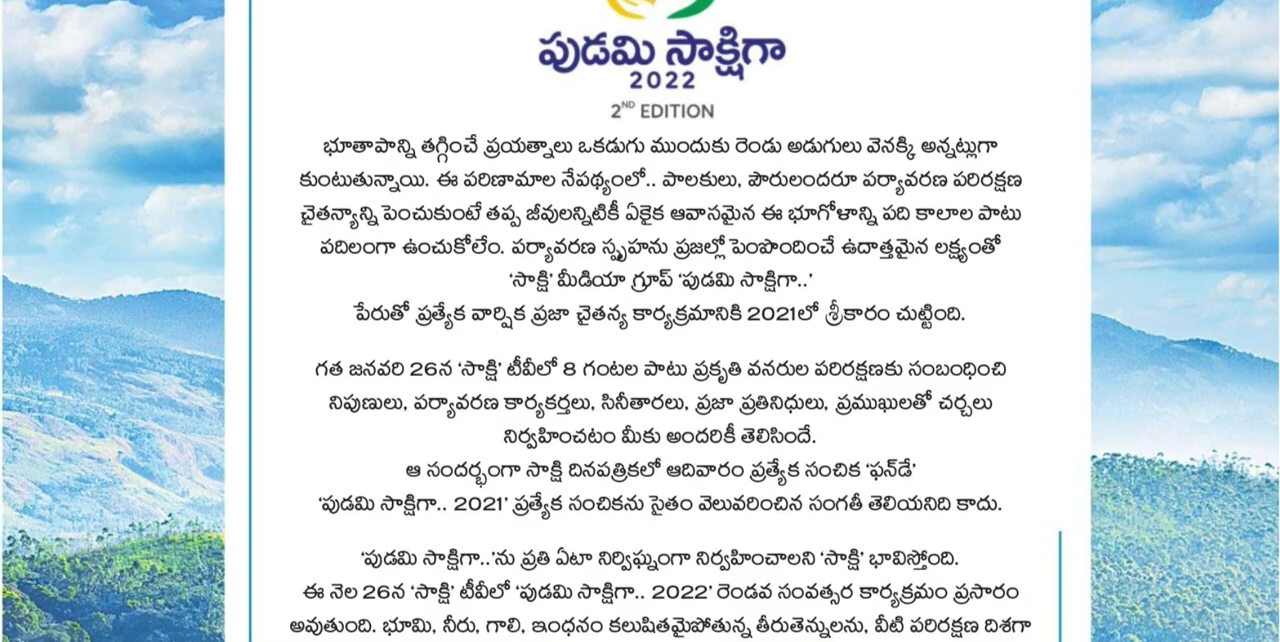 పుడమి సాక్షిగా
2022
2ND EDITION
భూతాపాన్ని తగ్గించే ప్రయత్నాలు ఒకడుగు ముందుకు రెండు అడుగులు వెనక్కి అన్నట్లుగా
కుంటుతున్నాయి. ఈ పరిణామాల నేపథ్యంలో.. పాలకులు, పౌరులందరూ పర్యావరణ పరిరక్షణ
చైతన్యాన్ని పెంచుకుంటే తప్ప జీవులన్నిటికీ ఏకైక ఆవాసమైన ఈ భూగోళాన్ని పది కాలాల పాటు
పదిలంగా ఉంచుకోలేం. పర్యావరణ స్పృహను ప్రజల్లో పెంపొందించే ఉదాత్తమైన లక్ష్యంతో
‘సాక్షి’ మీడియా గ్రూప్ ‘పుడమి సాక్షిగా..’
పేరుతో ప్రత్యేక వార్షిక ప్రజా చైతన్య కార్యక్రమానికి 2021లో శ్రీకారం చుట్టింది.
గత జనవరి 26న ‘సాక్షి’ టీవీలో 8 గంటల పాటు ప్రకృతి వనరుల పరిరక్షణకు సంబంధించి
నిపుణులు, పర్యావరణ కార్యకర్తలు, సినీతారలు, ప్రజా ప్రతినిధులు, ప్రముఖులతో చర్చలు
నిర్వహించటం మీకు అందరికీ తెలిసిందే.
ఆ సందర్భంగా సాక్షి దినపత్రికలో ఆదివారం ప్రత్యేక సంచిక ‘ఫన్‌డే’
‘పుడమి సాక్షిగా.. 2021’ ప్రత్యేక సంచికను సైతం వెలువరించిన సంగతీ తెలియనిది కాదు.
‘పుడమి సాక్షిగా..’ను ప్రతి ఏటా నిర్విఘ్నంగా నిర్వహించాలని ‘సాక్షి’ భావిస్తోంది.
ఈ నెల 26న ‘సాక్షి’ టీవీలో ‘పుడమి సాక్షిగా.. 2022’ రెండవ సంవత్సర కార్యక్రమం ప్రసారం
అవుతుంది. భూమి, నీరు, గాలి, ఇంధనం కలుషితమైపోతున్న తీరుతెన్నులను, వీటి పరిరక్షణ దిశగా